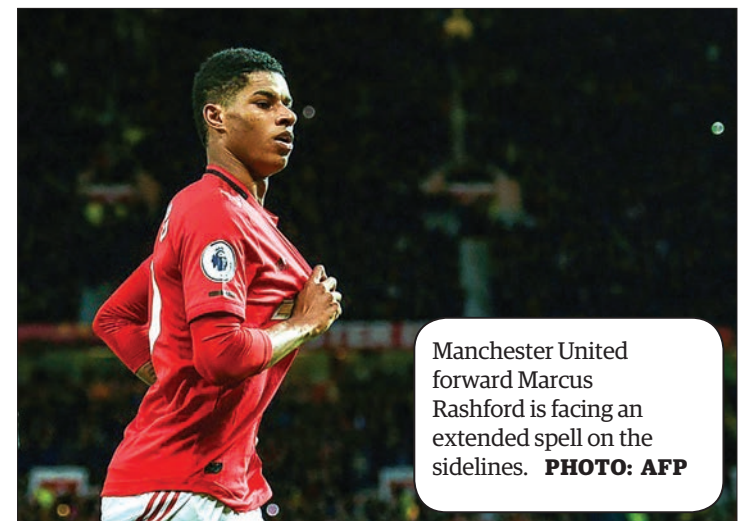 Manchester United
forward Marcus
Rashford is facing an
extended spell on the
sidelines. PHOTO: AFP